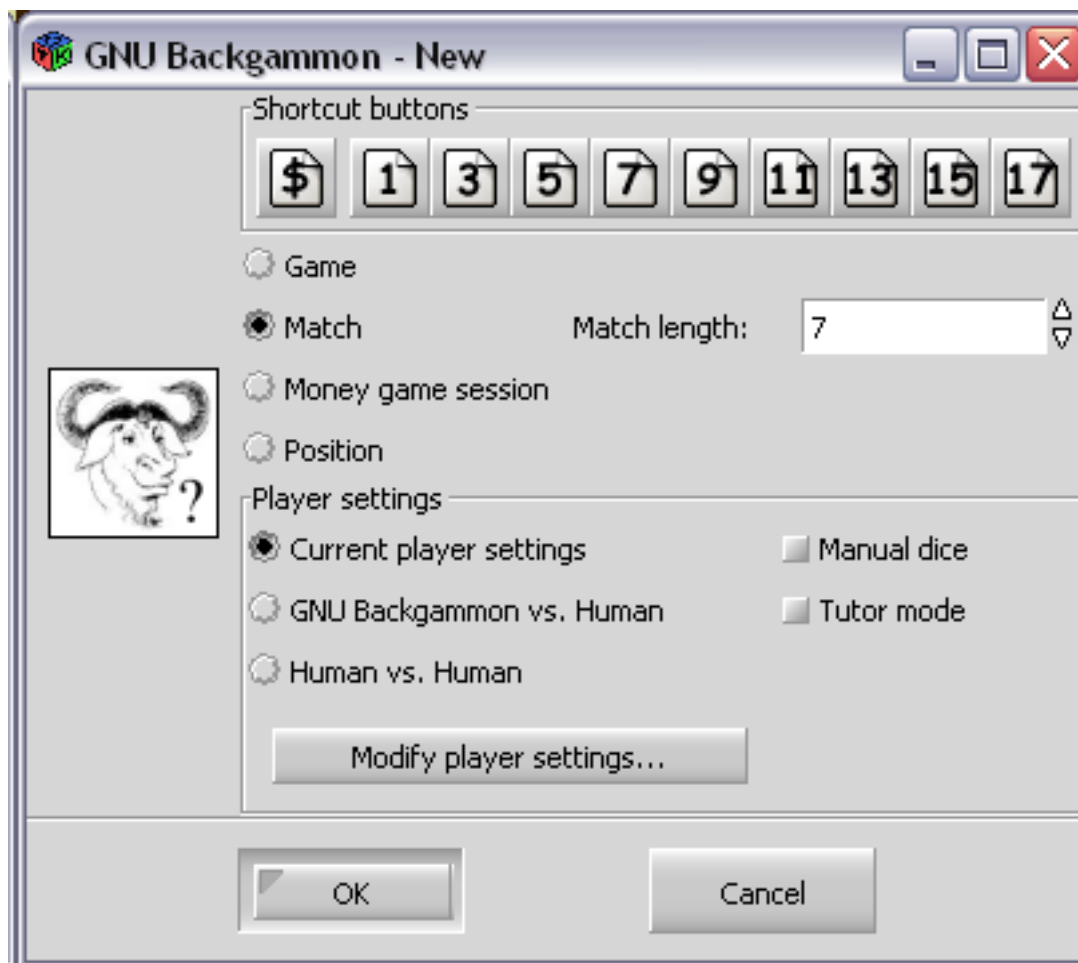 GNU Backgammon - New
Shortcut buttons
$ 1 3 5 7 9 11 13 15 17
Game
Match Match length: 7
Money game session
Position
?
Player settings
Current player settings Manual dice
GNU Backgammon vs. Human Tutor mode
Human vs. Human
Modify player settings...
OK Cancel